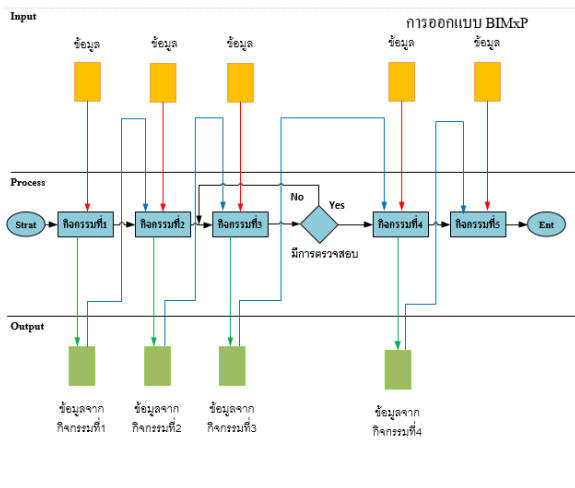 Input
การออกแบบ BIMxP
ข้อมูล ข้อมูล ข้อมูล ข้อมูล ข้อมูล
Process
No
Yes
Strat กิจกรรมที่1 กิจกรรมที่2 กิจกรรมที่3 กิจกรรมที่4 กิจกรรมที่5 Ent
มีการตรวจสอบ
Output
ข้อมูลจาก ข้อมูลจาก ข้อมูลจาก ข้อมูลจาก
กิจกรรมที่1 กิจกรรมที่2 กิจกรรมที่3 กิจกรรมที่4